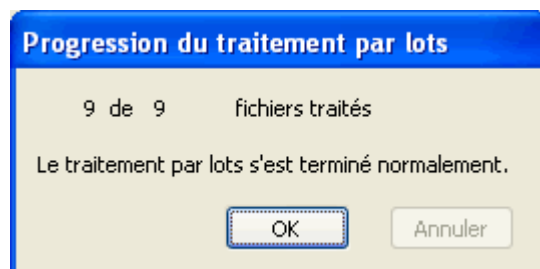 Progression du traitement par lots
9 de 9 fichiers traités
Le traitement par lots s'est terminé normalement.
OK Annuler